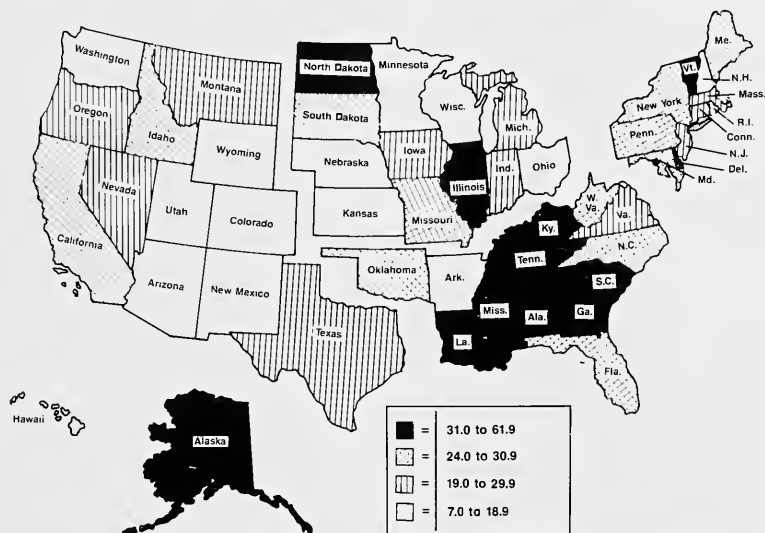 Washington
Montana
North Dakota
Minnesota
Me.
Vt.
N.H.
Mass.
Oregon
Idaho
South Dakota
Wisc.
Mich.
New York
R.I.
Conn.
Wyoming
Iowa
Penn.
N.J.
Nevada
Nebraska
Illinois
Ind.
Ohio
Del.
Md.
Utah
Colorado
Kansas
Missouri
W.
Va.
Va.
California
Ky.
N.C.
Oklahoma
Tenn.
Arizona
New Mexico
Ark.
S.C.
Texas
Miss.
Ala.
Ga.
La.
Fla.
Hawaii
Alaska
= 31.0 to 61.9
= 24.0 to 30.9
= 19.0 to 29.9
= 7.0 to 18.9